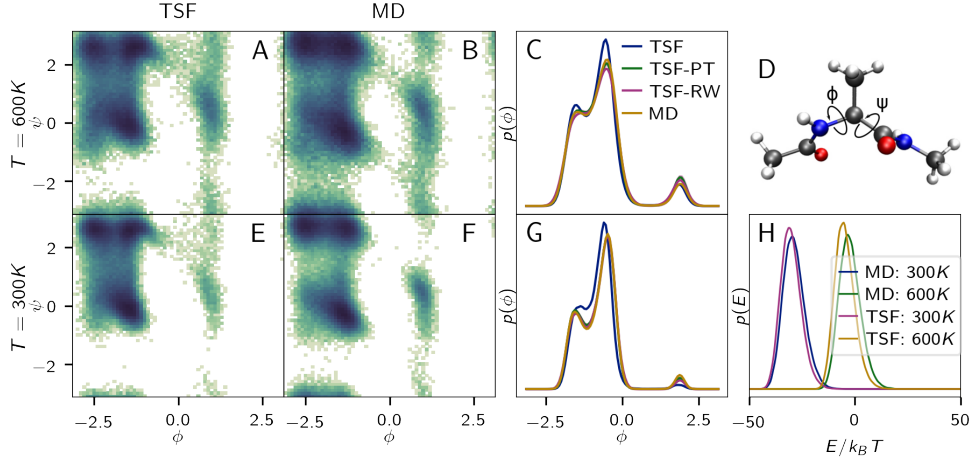 TSF MD
A B C D
T = 600K
ψ
2
0
−2
p(ϕ)
TSF
TSF-PT
TSF-RW
MD
ϕ ψ
E F G H
T = 300K
ψ
2
0
−2
p(ϕ)
p(E)
MD: 300K
MD: 600K
TSF: 300K
TSF: 600K
−2.5 0.0 2.5 −2.5 0.0 2.5 −2.5 0.0 2.5 −50 0 50
ϕ ϕ ϕ E/k_B T